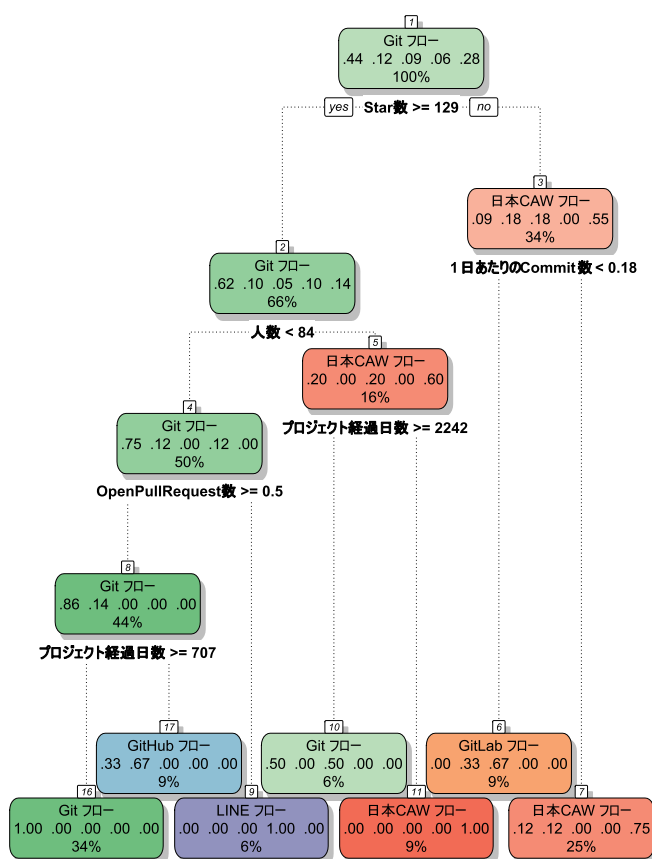 1
Git フロー
.44 .12 .09 .06 .28
100%
yes Star数 >= 129 no
3
日本CAW フロー
.09 .18 .18 .00 .55
34%
1日あたりのCommit数 < 0.18
2
Git フロー
.62 .10 .05 .10 .14
66%
人数 < 84
5
日本CAW フロー
.20 .00 .20 .00 .60
16%
プロジェクト経過日数 >= 2242
4
Git フロー
.75 .12 .00 .12 .00
50%
OpenPullRequest数 >= 0.5
8
Git フロー
.86 .14 .00 .00 .00
44%
プロジェクト経過日数 >= 707
17
GitHub フロー
.33 .67 .00 .00 .00
9%
10
Git フロー
.50 .00 .50 .00 .00
6%
6
GitLab フロー
.00 .33 .67 .00 .00
9%
16
Git フロー
1.00 .00 .00 .00 .00
34%
9
LINE フロー
.00 .00 .00 1.00 .00
6%
11
日本CAW フロー
.00 .00 .00 .00 1.00
9%
7
日本CAW フロー
.12 .12 .00 .00 .75
25%